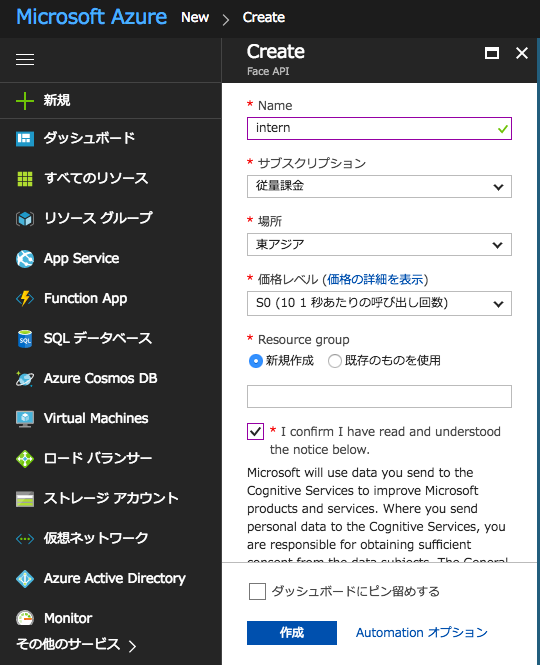 Microsoft Azure New > Create
Create
Face API
新規
ダッシュボード
すべてのリソース
リソース グループ
App Service
Function App
SQL データベース
Azure Cosmos DB
Virtual Machines
ロード バランサー
ストレージ アカウント
仮想ネットワーク
Azure Active Directory
Monitor
その他のサービス >
* Name
intern
* サブスクリプション
従量課金
* 場所
東アジア
* 価格レベル (価格の詳細を表示)
S0 (10 1 秒あたりの呼び出し回数)
* Resource group
新規作成 既存のものを使用
* I confirm I have read and understood
the notice below.
Microsoft will use data you send to the
Cognitive Services to improve Microsoft
products and services. Where you send
personal data to the Cognitive Services, you
are responsible for obtaining sufficient
consent from the data subjects. The General
ダッシュボードにピン留めする
作成 Automation オプション